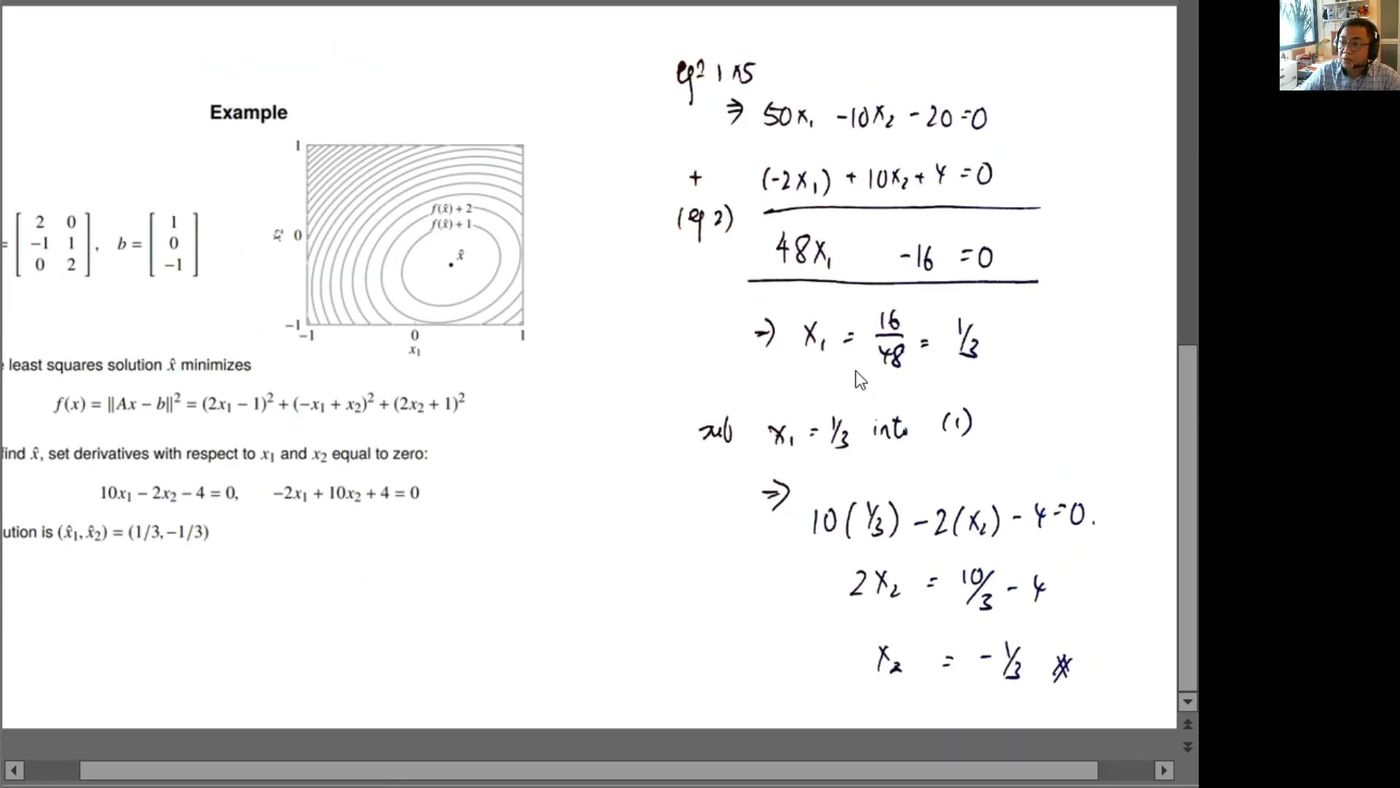 Example
= [ 2 0 ; −1 1 ; 0 2 ], b = [ 1 ; 0 ; −1 ]
1
f(x̂) + 2
f(x̂) + 1
x₂ 0
x̂
−1
−1 0 1
x₁
least squares solution x̂ minimizes
f(x) = ||Ax − b||² = (2x₁ − 1)² + (−x₁ + x₂)² + (2x₂ + 1)²
find x̂, set derivatives with respect to x₁ and x₂ equal to zero:
10x₁ − 2x₂ − 4 = 0, −2x₁ + 10x₂ + 4 = 0
ution is (x̂₁, x̂₂) = (1/3, −1/3)
eq² 1 x5
⇒ 50x₁ - 10x₂ - 20 = 0
+ (-2x₁) + 10x₂ + 4 = 0
(eq 2)
48x₁ - 16 = 0
⇒ x₁ = 16/48 = 1/3
sub x₁ = 1/3 into (1)
⇒
10(1/3) - 2(x₂) - 4 = 0.
2x₂ = 10/3 - 4
x₂ = - 1/3 #